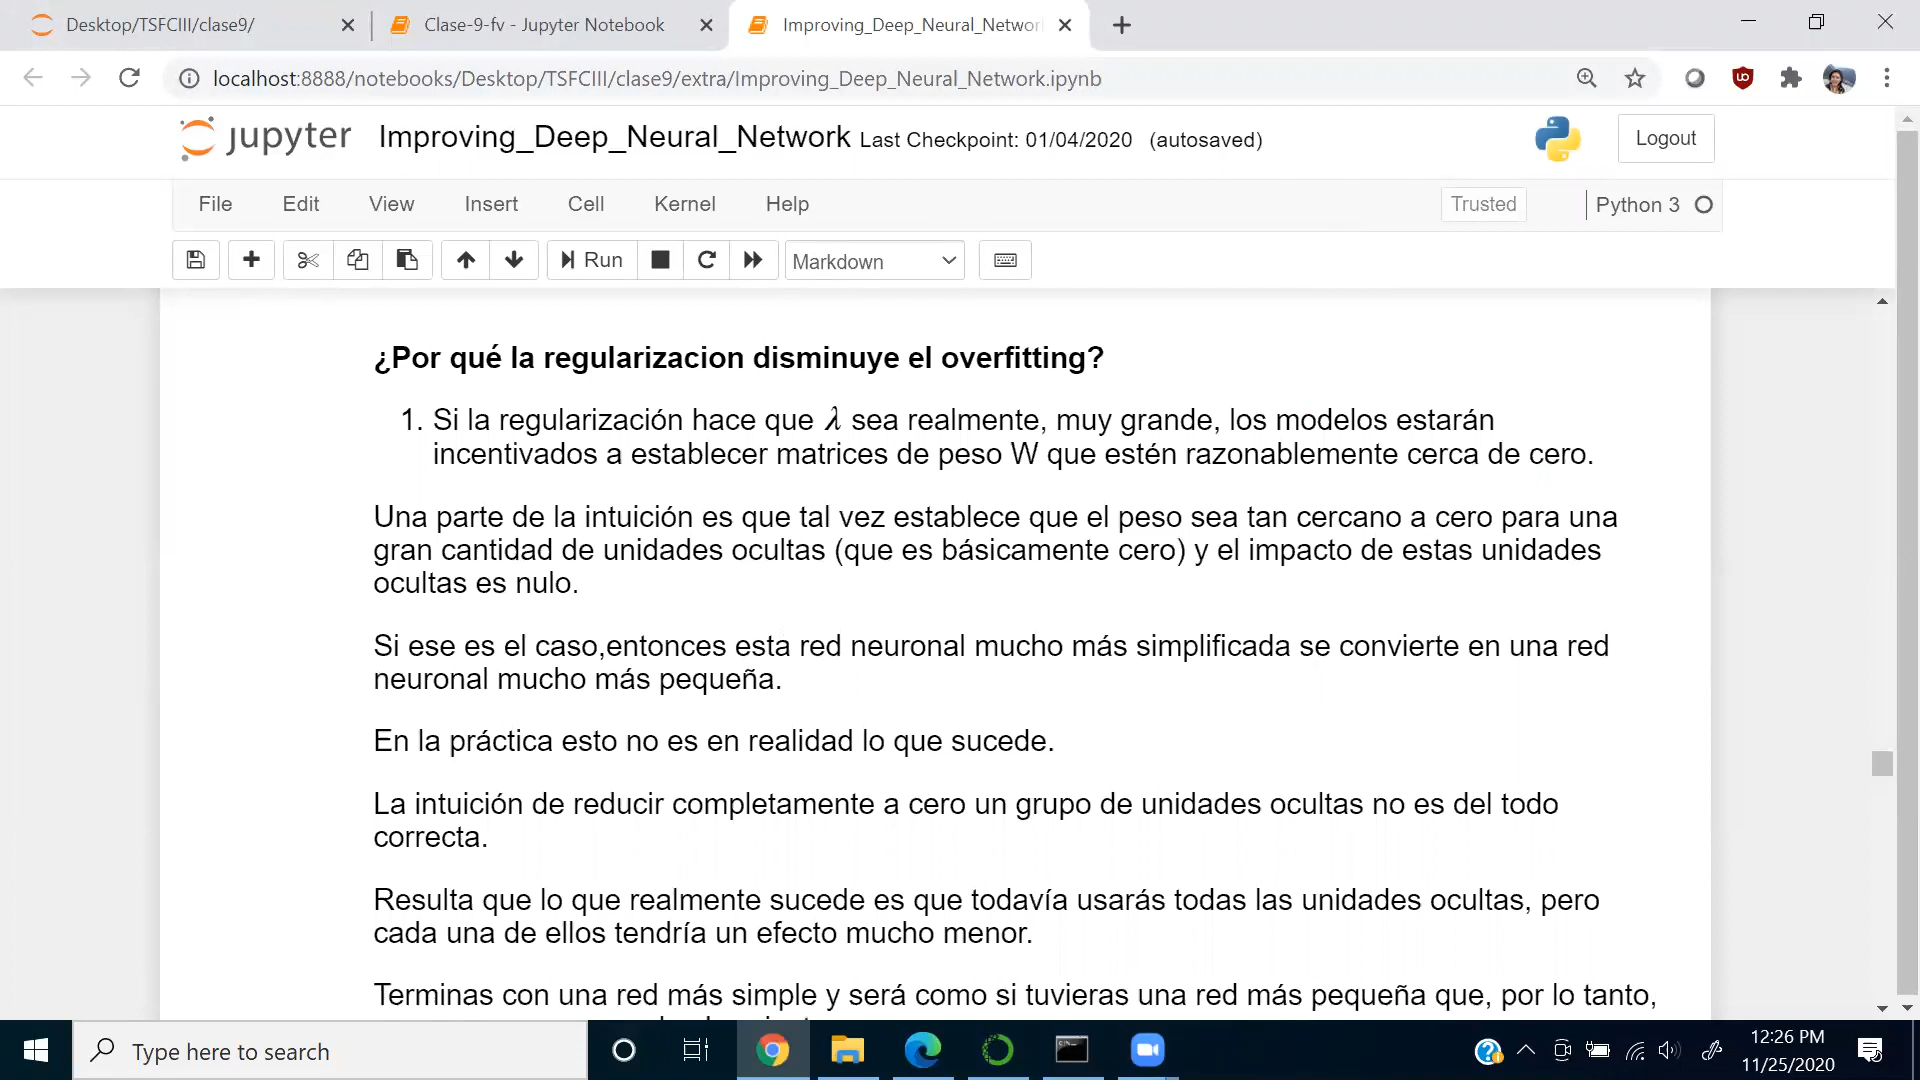 Desktop/TSFCIII/clase9/
Clase-9-fv - Jupyter Notebook
Improving_Deep_Neural_Networ
localhost:8888/notebooks/Desktop/TSFCIII/clase9/extra/Improving_Deep_Neural_Network.ipynb
jupyter Improving_Deep_Neural_Network Last Checkpoint: 01/04/2020 (autosaved)
Logout
File Edit View Insert Cell Kernel Help
Trusted
Python 3
Run
Markdown
¿Por qué la regularizacion disminuye el overfitting?
1. Si la regularización hace que λ sea realmente, muy grande, los modelos estarán
incentivados a establecer matrices de peso W que estén razonablemente cerca de cero.
Una parte de la intuición es que tal vez establece que el peso sea tan cercano a cero para una
gran cantidad de unidades ocultas (que es básicamente cero) y el impacto de estas unidades
ocultas es nulo.
Si ese es el caso,entonces esta red neuronal mucho más simplificada se convierte en una red
neuronal mucho más pequeña.
En la práctica esto no es en realidad lo que sucede.
La intuición de reducir completamente a cero un grupo de unidades ocultas no es del todo
correcta.
Resulta que lo que realmente sucede es que todavía usarás todas las unidades ocultas, pero
cada una de ellos tendría un efecto mucho menor.
Terminas con una red más simple y será como si tuvieras una red más pequeña que, por lo tanto,
Type here to search
12:26 PM
11/25/2020